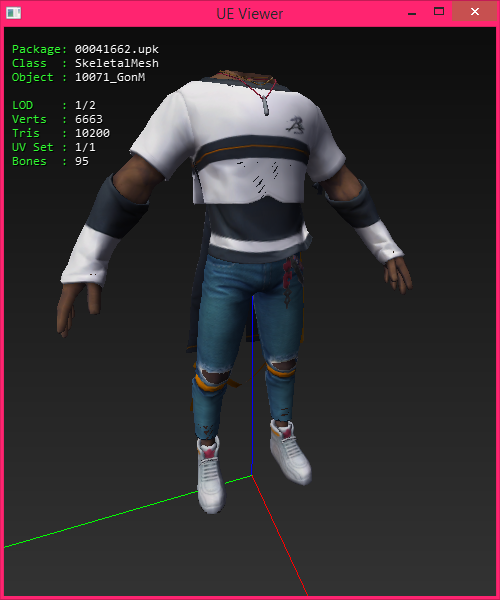 UE Viewer
Package: 00041662.upk
Class  : SkeletalMesh
Object : 10071_GonM
LOD    : 1/2
Verts  : 6663
Tris   : 10200
UV Set : 1/1
Bones  : 95